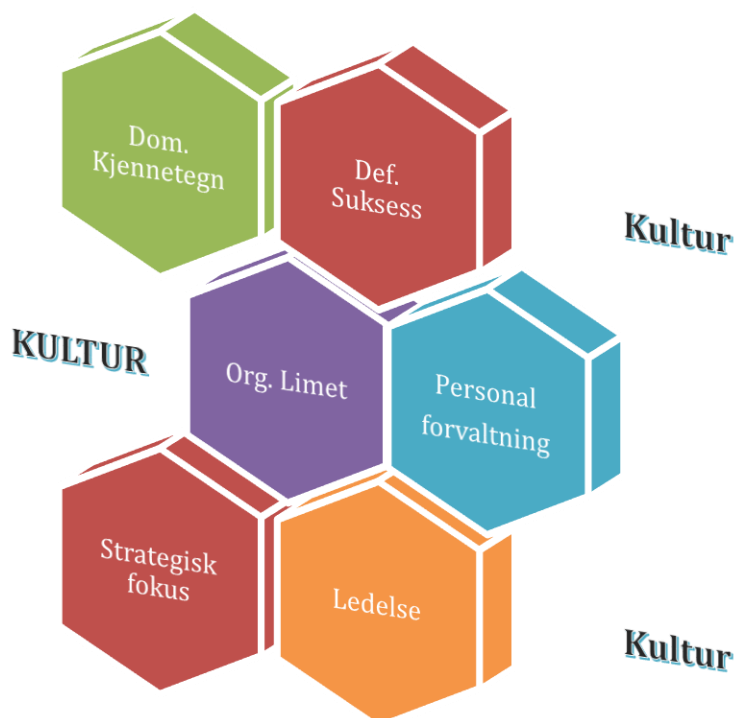 Dom.
Kjennetegn
Def.
Suksess
Kultur
KULTUR
Org. Limet
Personal
forvaltning
Strategisk
fokus
Ledelse
Kultur